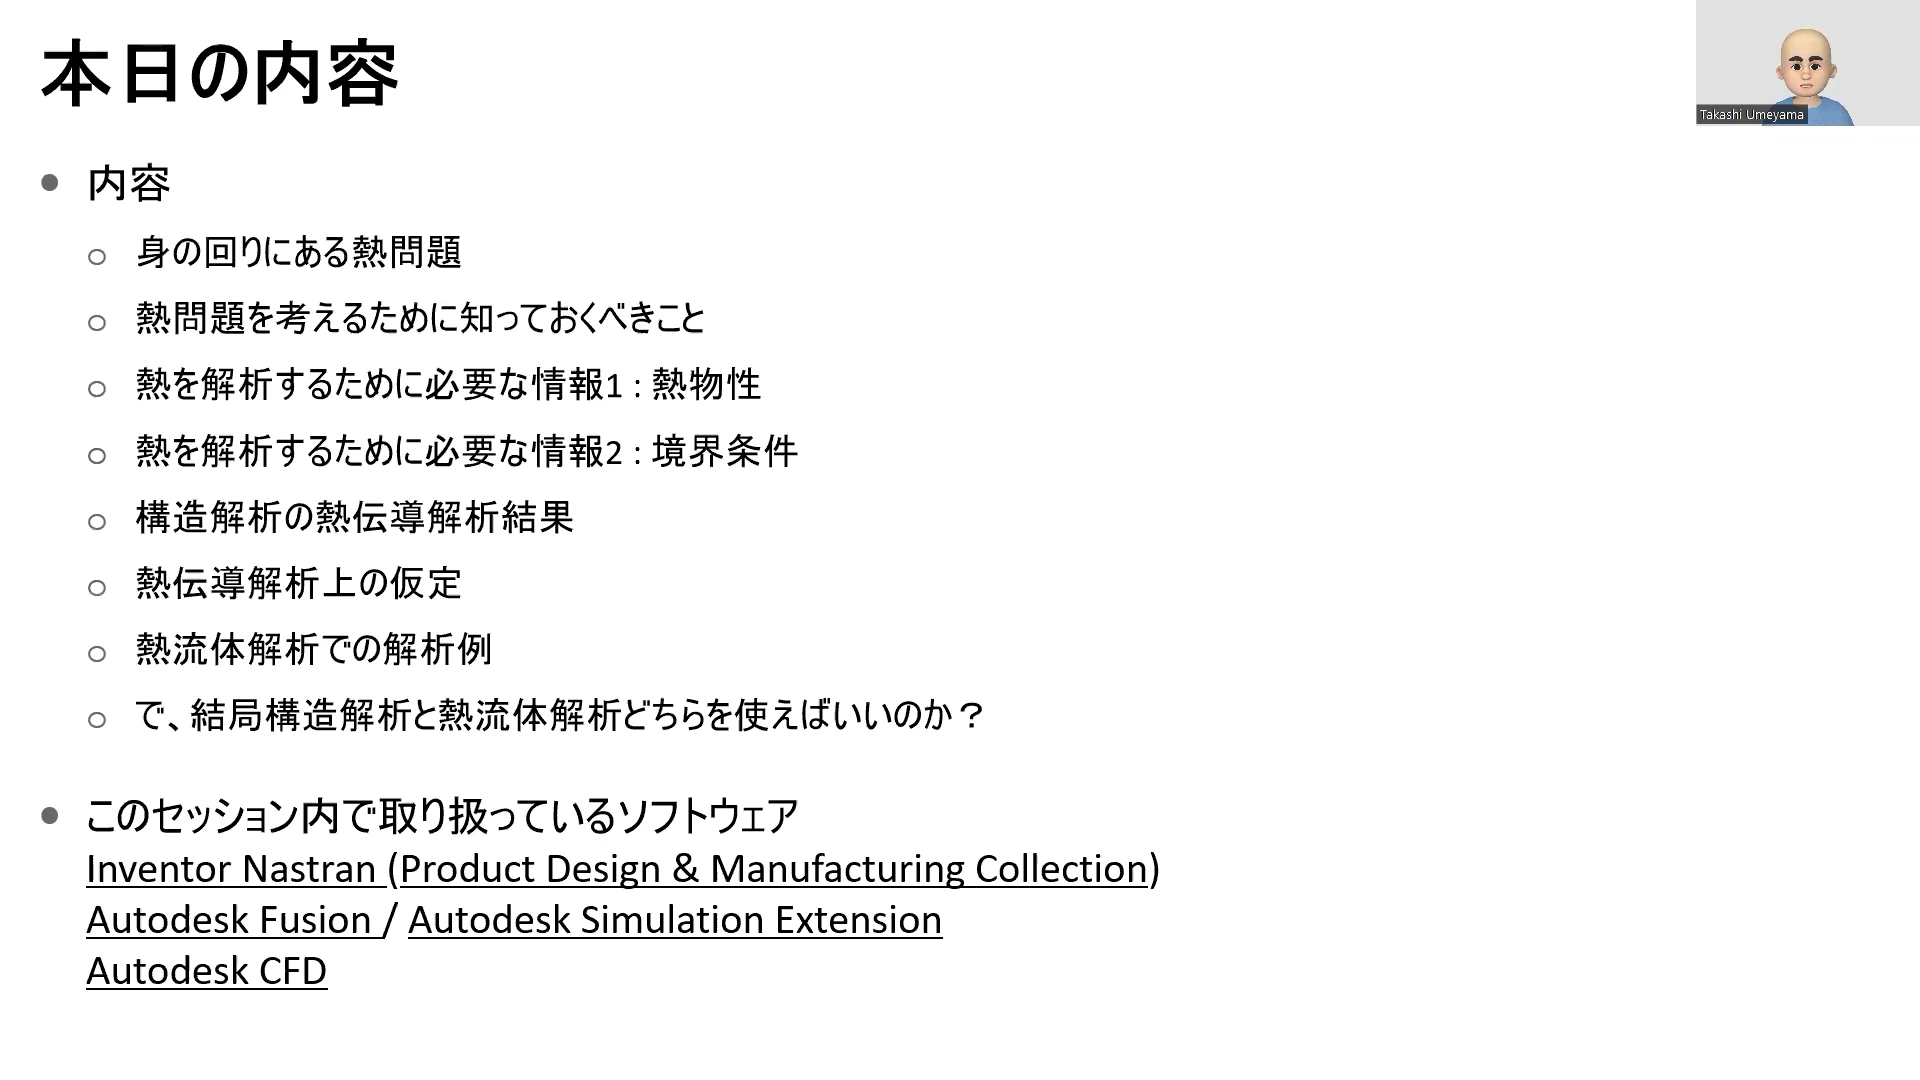 本日の内容
Takashi Umeyama
内容
身の回りにある熱問題
熱問題を考えるために知っておくべきこと
熱を解析するために必要な情報1 : 熱物性
熱を解析するために必要な情報2 : 境界条件
構造解析の熱伝導解析結果
熱伝導解析上の仮定
熱流体解析での解析例
で、結局構造解析と熱流体解析どちらを使えばいいのか？
このセッション内で取り扱っているソフトウェア
Inventor Nastran (Product Design & Manufacturing Collection)
Autodesk Fusion / Autodesk Simulation Extension
Autodesk CFD